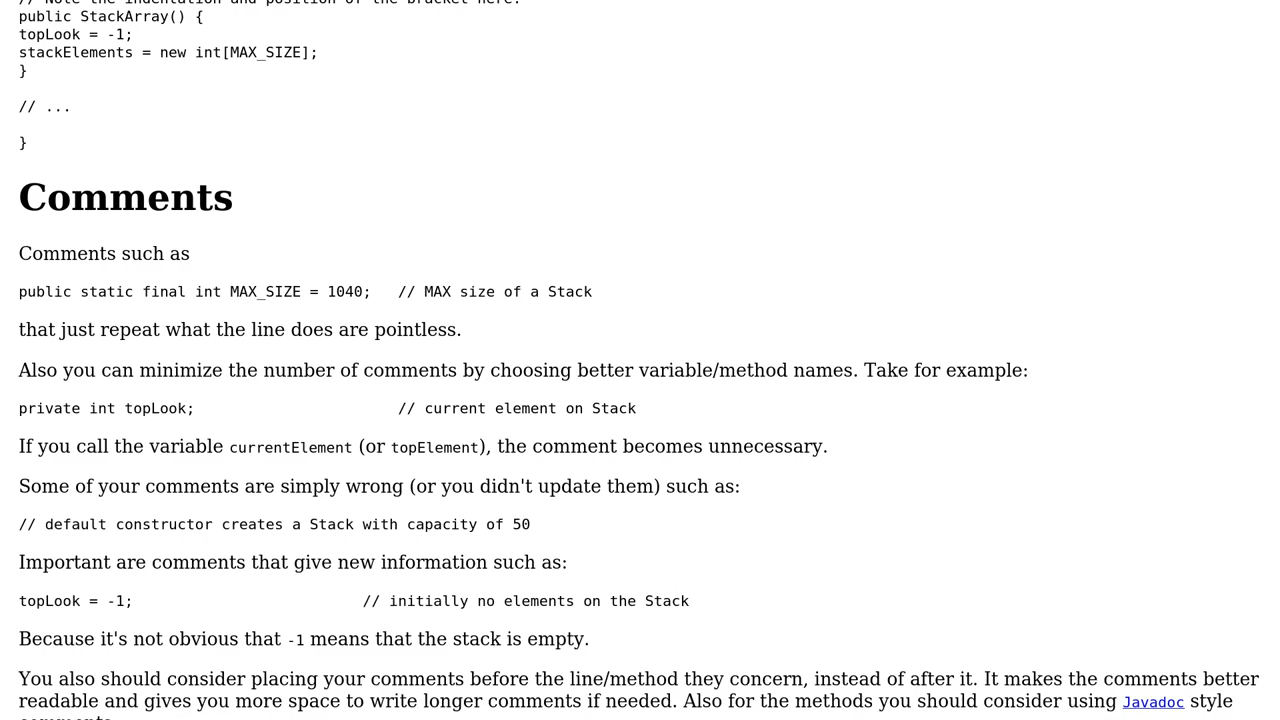 // Note the indentation and position of the bracket here.
public StackArray() {
topLook = -1;
stackElements = new int[MAX_SIZE];
}
// ...
}
Comments
Comments such as
public static final int MAX_SIZE = 1040;   // MAX size of a Stack
that just repeat what the line does are pointless.
Also you can minimize the number of comments by choosing better variable/method names. Take for example:
private int topLook;                       // current element on Stack
If you call the variable currentElement (or topElement), the comment becomes unnecessary.
Some of your comments are simply wrong (or you didn't update them) such as:
// default constructor creates a Stack with capacity of 50
Important are comments that give new information such as:
topLook = -1;                          // initially no elements on the Stack
Because it's not obvious that -1 means that the stack is empty.
You also should consider placing your comments before the line/method they concern, instead of after it. It makes the comments better
readable and gives you more space to write longer comments if needed. Also for the methods you should consider using Javadoc style
comments.